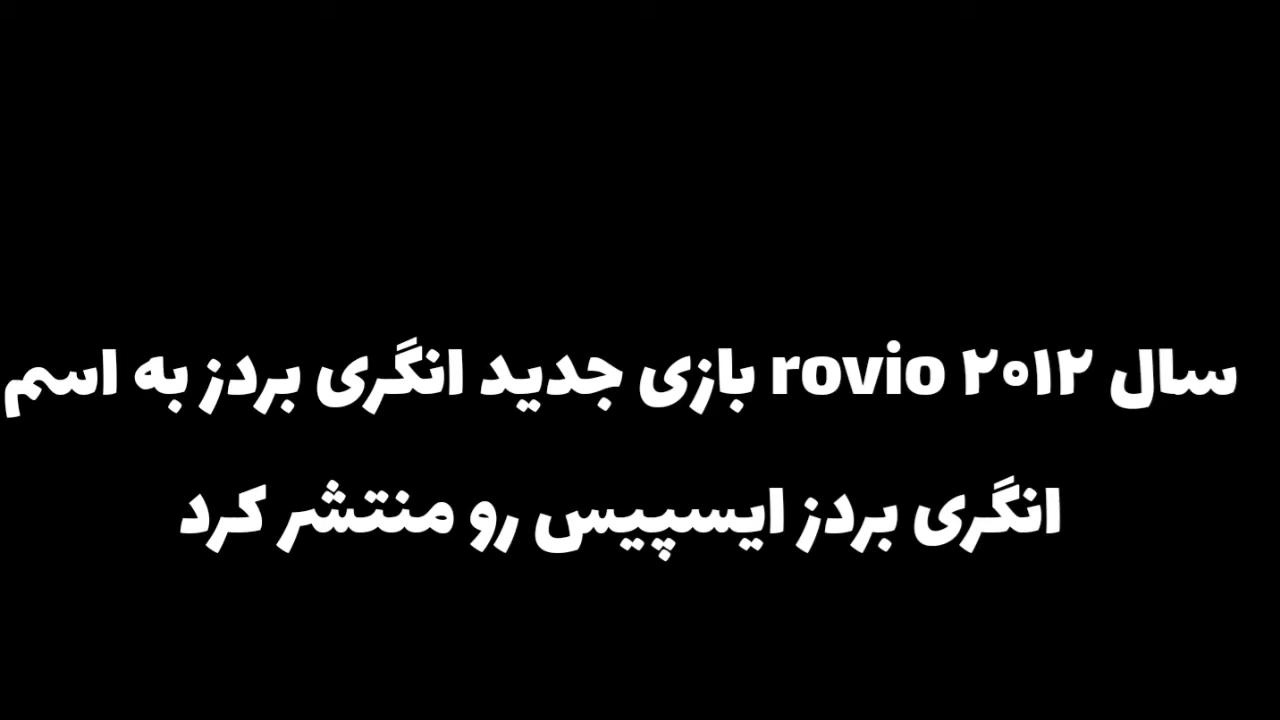 سال ۲۰۱۲ rovio بازی جدید انگری بردز به اسم
انگری بردز ایسپیس رو منتشر کرد